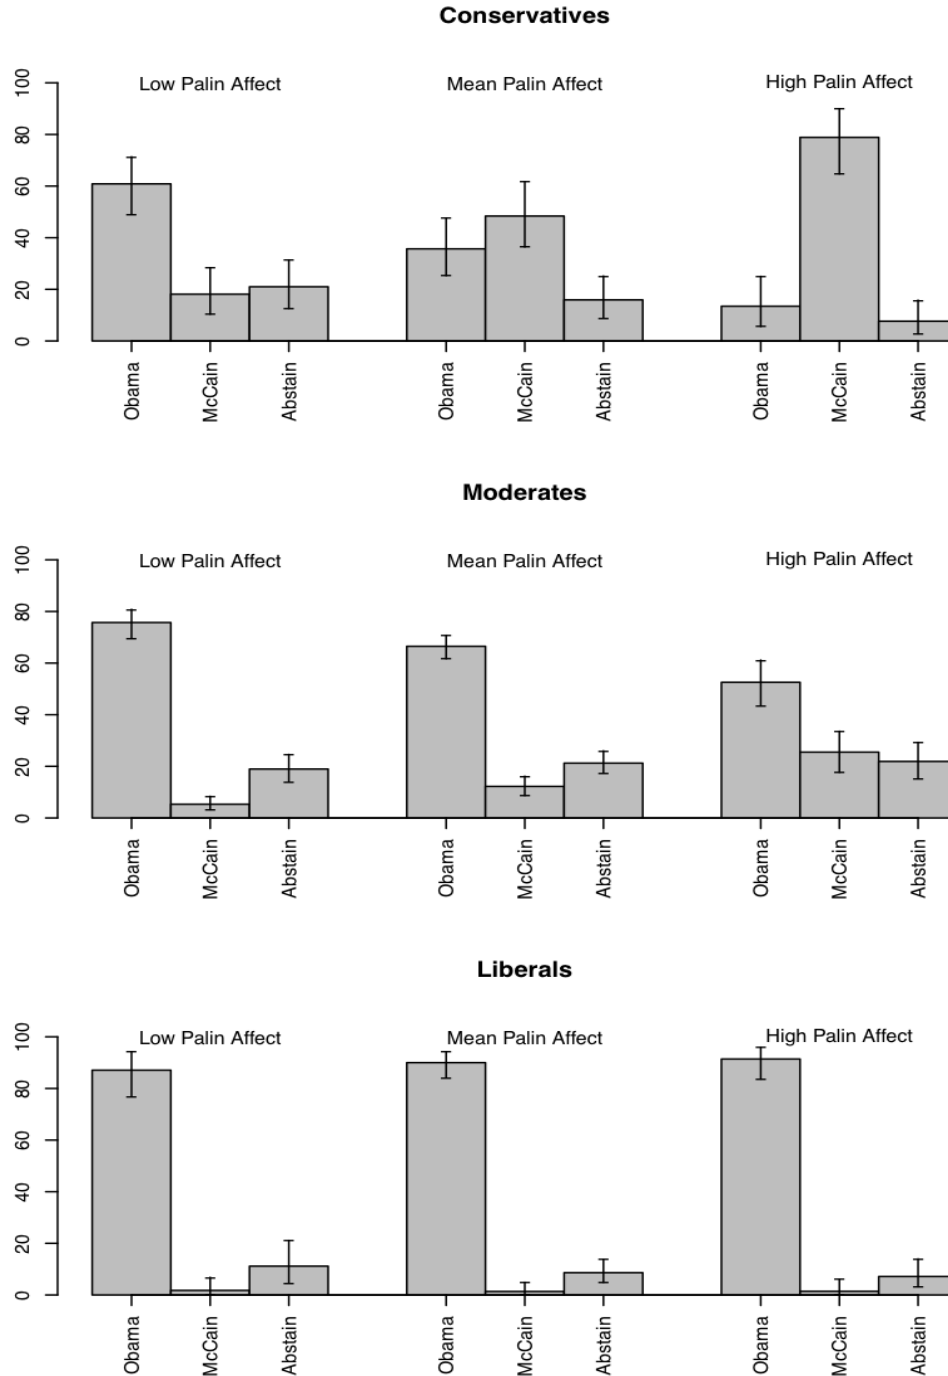 Conservatives
Low Palin Affect Mean Palin Affect High Palin Affect
100
80
60
40
20
0
Obama McCain Abstain Obama McCain Abstain Obama McCain Abstain
Moderates
Low Palin Affect Mean Palin Affect High Palin Affect
100
80
60
40
20
0
Obama McCain Abstain Obama McCain Abstain Obama McCain Abstain
Liberals
Low Palin Affect Mean Palin Affect High Palin Affect
100
80
60
40
20
0
Obama McCain Abstain Obama McCain Abstain Obama McCain Abstain